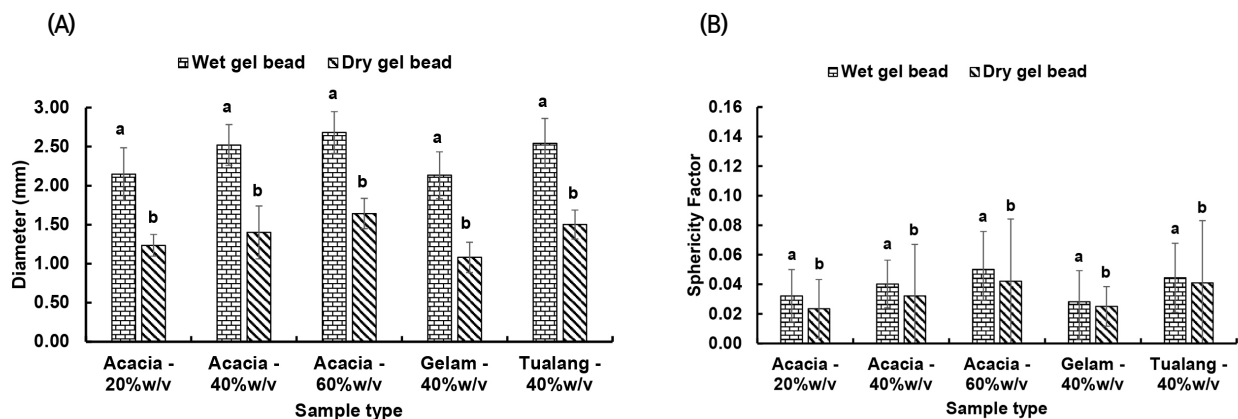 (A)
Wet gel bead Dry gel bead
3.00
2.50
2.00
1.50
1.00
0.50
0.00
Diameter (mm)
a
b
a
b
a
b
a
b
a
b
Acacia - 20%w/v
Acacia - 40%w/v
Acacia - 60%w/v
Gelam - 40%w/v
Tualang - 40%w/v
Sample type
(B)
Wet gel bead Dry gel bead
0.16
0.14
0.12
0.10
0.08
0.06
0.04
0.02
0.00
Sphericity Factor
a
b
a
b
a
b
a
b
a
b
Acacia - 20%w/v
Acacia - 40%w/v
Acacia - 60%w/v
Gelam - 40%w/v
Tualang - 40%w/v
Sample type